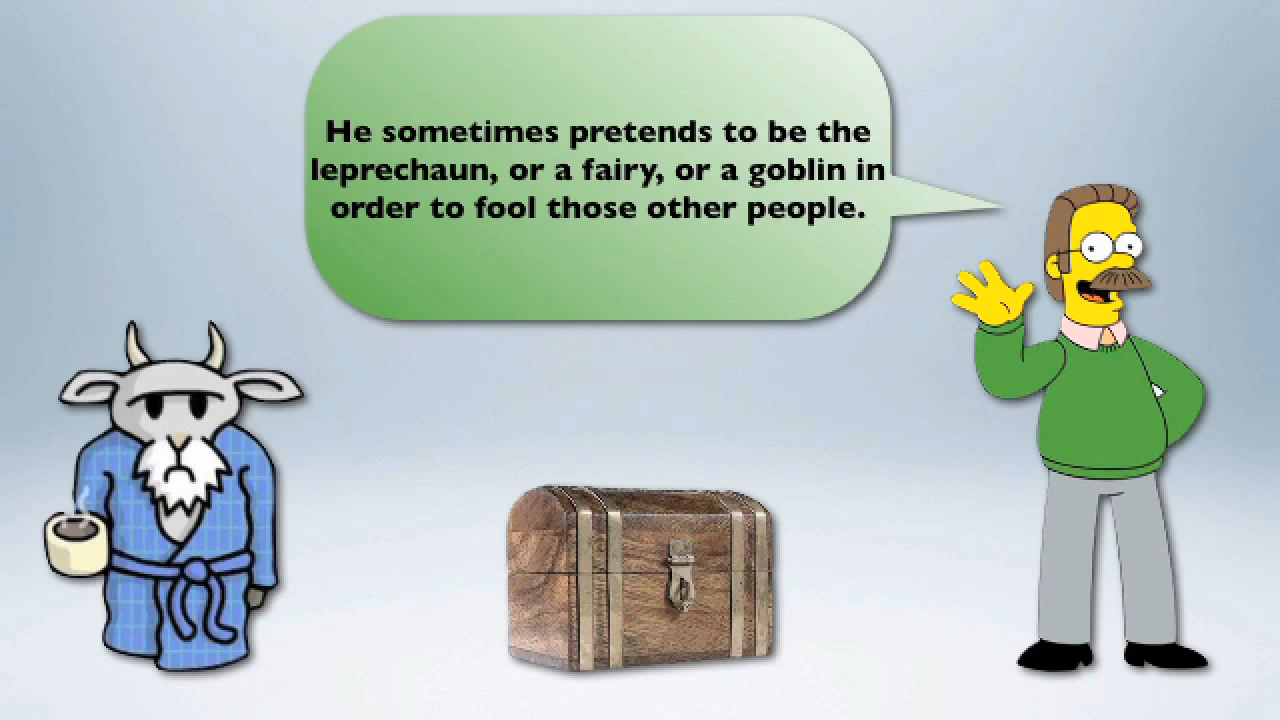 He sometimes pretends to be the
leprechaun, or a fairy, or a goblin in
order to fool those other people.